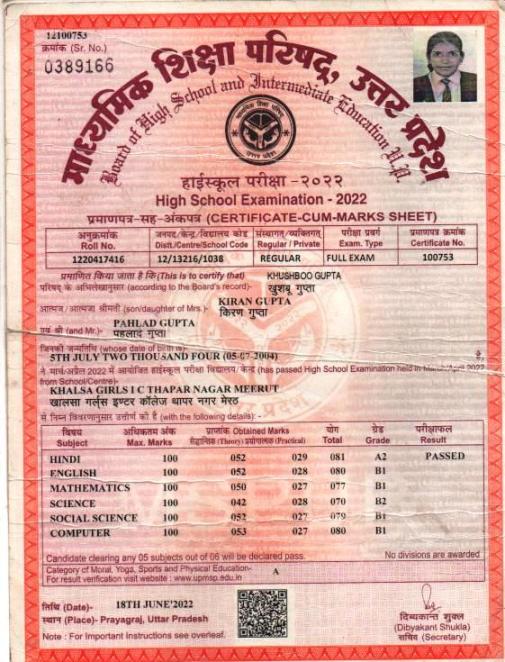 12100753
क्रमांक (Sr. No.)
0389166
माध्यमिक शिक्षा परिषद्, उत्तर प्रदेश
Board of High School and Intermediate Education U.P.
हाईस्कूल परीक्षा -२०२२
High School Examination - 2022
प्रमाणपत्र-सह-अंकपत्र (CERTIFICATE-CUM-MARKS SHEET)
अनुक्रमांक जनपद/केन्द्र/विद्यालय कोड संस्थागत/व्यक्तिगत परीक्षा प्रवर्ग प्रमाणपत्र क्रमांक
Roll No. Distt./Centre/School Code Regular / Private Exam. Type Certificate No.
1220417416 12/13216/1038 REGULAR FULL EXAM 100753
प्रमाणित किया जाता है कि (This is to certify that) KHUSHBOO GUPTA
परिषद के अभिलेखानुसार (according to the Board's record)- खुशबू गुप्ता
आत्मज/आत्मजा श्रीमती (son/daughter of Mrs.)- KIRAN GUPTA
किरण गुप्ता
एवं श्री (and Mr.)- PAHLAD GUPTA
पहलाद गुप्ता
जिनकी जन्मतिथि (whose date of birth is)-
5TH JULY TWO THOUSAND FOUR (05-07-2004) है,
ने मार्च/अप्रैल 2022 में आयोजित हाईस्कूल परीक्षा विद्यालय/केन्द्र (has passed High School Examination held in March/April 2022
from School/Centre)-
KHALSA GIRLS I C THAPAR NAGAR MEERUT
खालसा गर्ल्स इण्टर कॉलेज थापर नगर मेरठ
से निम्न विवरणानुसार उत्तीर्ण की है (with the following details): -
विषय अधिकतम अंक प्राप्तांक Obtained Marks योग ग्रेड परीक्षाफल
Subject Max. Marks सैद्धान्तिक (Theory) प्रयोगात्मक (Practical) Total Grade Result
HINDI 100 052 029 081 A2 PASSED
ENGLISH 100 052 028 080 B1
MATHEMATICS 100 050 027 077 B1
SCIENCE 100 042 028 070 B2
SOCIAL SCIENCE 100 052 027 079 B1
COMPUTER 100 053 027 080 B1
Candidate clearing any 05 subjects out of 06 will be declared pass. No divisions are awarded
Category of Moral, Yoga, Sports and Physical Education- A
For result verification visit website : www.upmsp.edu.in
तिथि (Date)- 18TH JUNE'2022
स्थान (Place)- Prayagraj, Uttar Pradesh
Note : For Important Instructions see overleaf.
दिव्यकान्त शुक्ल
(Dibyakant Shukla)
सचिव (Secretary)